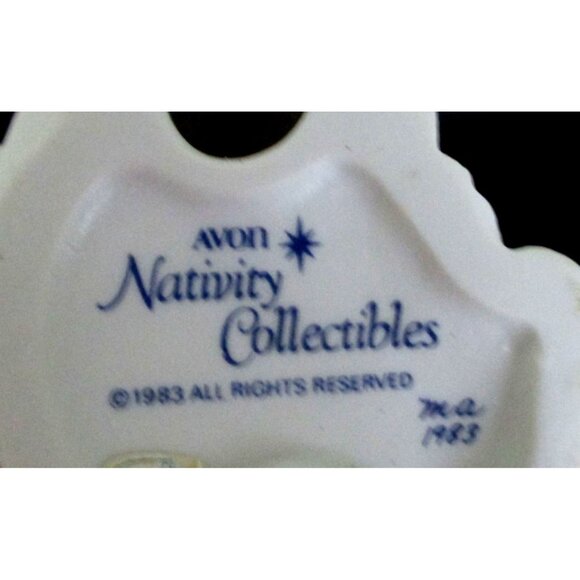 AVON
Nativity
Collectibles
©1983 ALL RIGHTS RESERVED
ma
1983